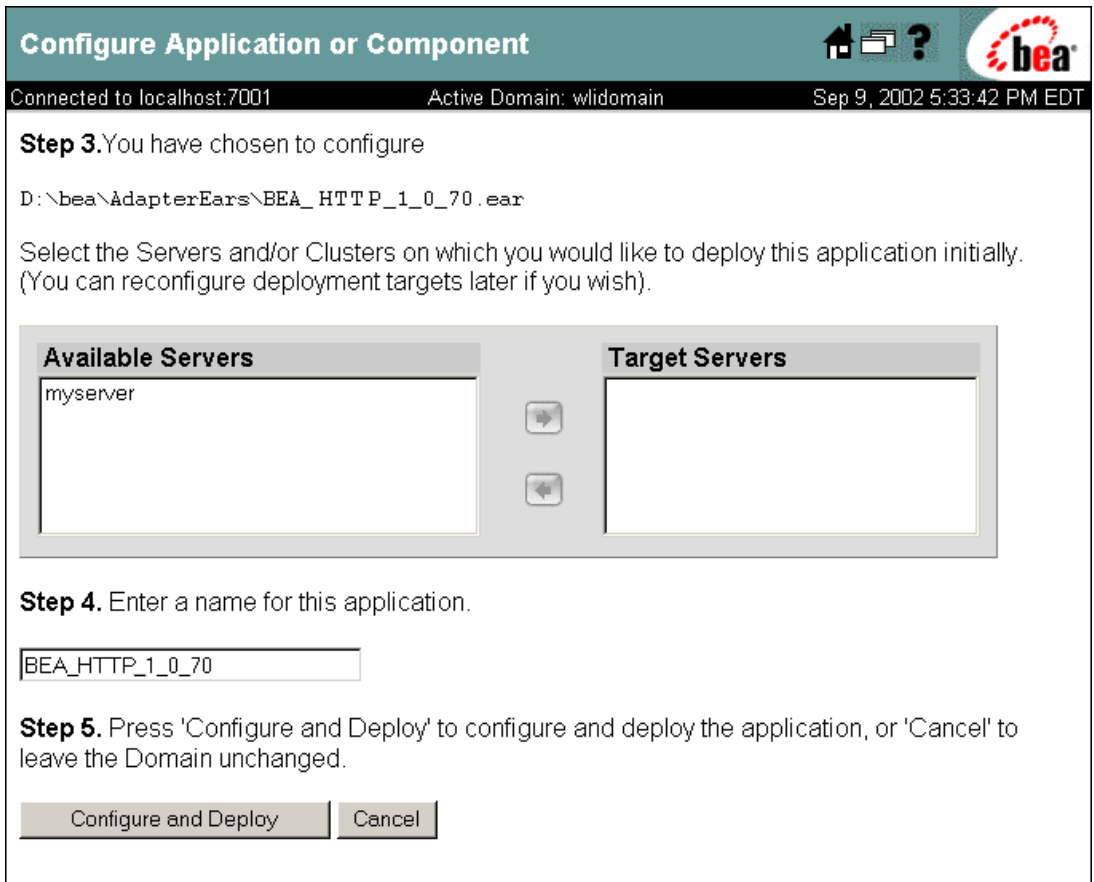 Configure Application or Component
?
bea
Connected to localhost:7001 Active Domain: wlidomain Sep 9, 2002 5:33:42 PM EDT
Step 3.You have chosen to configure
D:\bea\AdapterEars\BEA_HTTP_1_0_70.ear
Select the Servers and/or Clusters on which you would like to deploy this application initially.
(You can reconfigure deployment targets later if you wish).
Available Servers Target Servers
myserver
Step 4. Enter a name for this application.
BEA_HTTP_1_0_70
Step 5. Press 'Configure and Deploy' to configure and deploy the application, or 'Cancel' to
leave the Domain unchanged.
Configure and Deploy Cancel